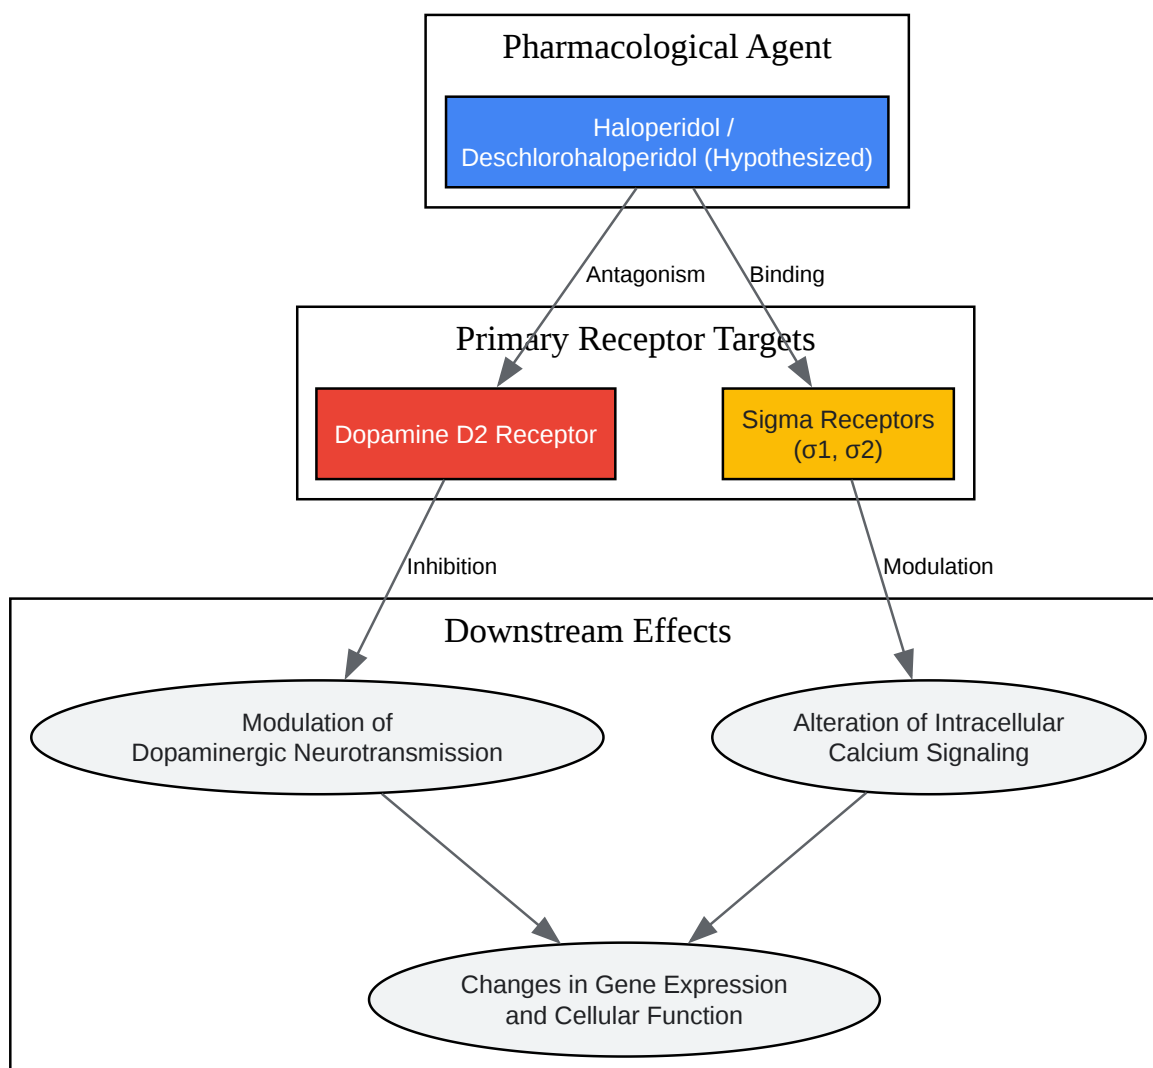 Pharmacological Agent
Haloperidol /
Deschlorohaloperidol (Hypothesized)
Antagonism
Binding
Primary Receptor Targets
Dopamine D2 Receptor
Sigma Receptors
(σ1, σ2)
Inhibition
Modulation
Downstream Effects
Modulation of
Dopaminergic Neurotransmission
Alteration of Intracellular
Calcium Signaling
Changes in Gene Expression
and Cellular Function